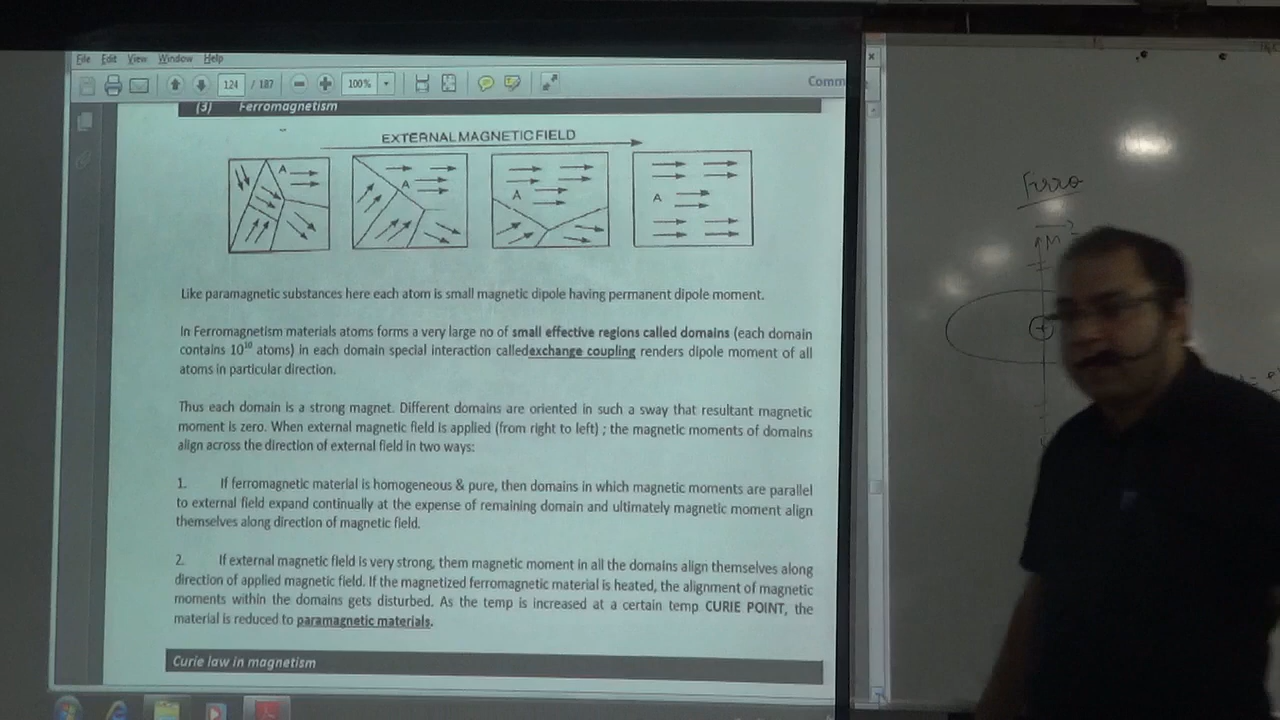 File Edit View Window Help
124 / 187 100% Comm
(3) Ferromagnetism
EXTERNAL MAGNETIC FIELD
A A A A
Like paramagnetic substances here each atom is small magnetic dipole having permanent dipole moment.
In Ferromagnetism materials atoms forms a very large no of small effective regions called domains (each domain
contains 10¹⁰ atoms) in each domain special interaction calledexchange coupling renders dipole moment of all
atoms in particular direction.
Thus each domain is a strong magnet. Different domains are oriented in such a sway that resultant magnetic
moment is zero. When external magnetic field is applied (from right to left) ; the magnetic moments of domains
align across the direction of external field in two ways:
1. If ferromagnetic material is homogeneous & pure, then domains in which magnetic moments are parallel
to external field expand continually at the expense of remaining domain and ultimately magnetic moment align
themselves along direction of magnetic field.
2. If external magnetic field is very strong, them magnetic moment in all the domains align themselves along
direction of applied magnetic field. If the magnetized ferromagnetic material is heated, the alignment of magnetic
moments within the domains gets disturbed. As the temp is increased at a certain temp CURIE POINT, the
material is reduced to paramagnetic materials.
Curie law in magnetism
Ferro
M
+